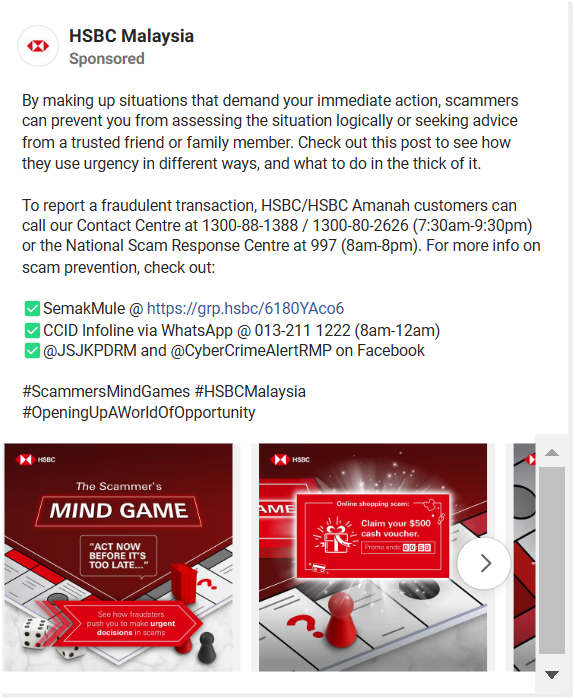 HSBC Malaysia
Sponsored
By making up situations that demand your immediate action, scammers
can prevent you from assessing the situation logically or seeking advice
from a trusted friend or family member. Check out this post to see how
they use urgency in different ways, and what to do in the thick of it.
To report a fraudulent transaction, HSBC/HSBC Amanah customers can
call our Contact Centre at 1300-88-1388 / 1300-80-2626 (7:30am-9:30pm)
or the National Scam Response Centre at 997 (8am-8pm). For more info on
scam prevention, check out:
✅SemakMule @ https://grp.hsbc/6180YAco6
✅CCID Infoline via WhatsApp @ 013-211 1222 (8am-12am)
✅@JSJKPDRM and @CyberCrimeAlertRMP on Facebook
#ScammersMindGames #HSBCMalaysia
#OpeningUpAWorldOfOpportunity
HSBC
The Scammer's
MIND GAME
"ACT NOW
BEFORE IT'S
TOO LATE..."
?
See how fraudsters
push you to make urgent
decisions in scams
HSBC
AME
Online shopping scam:
Claim your $500
cash voucher.
Promo ends: 00:59
?